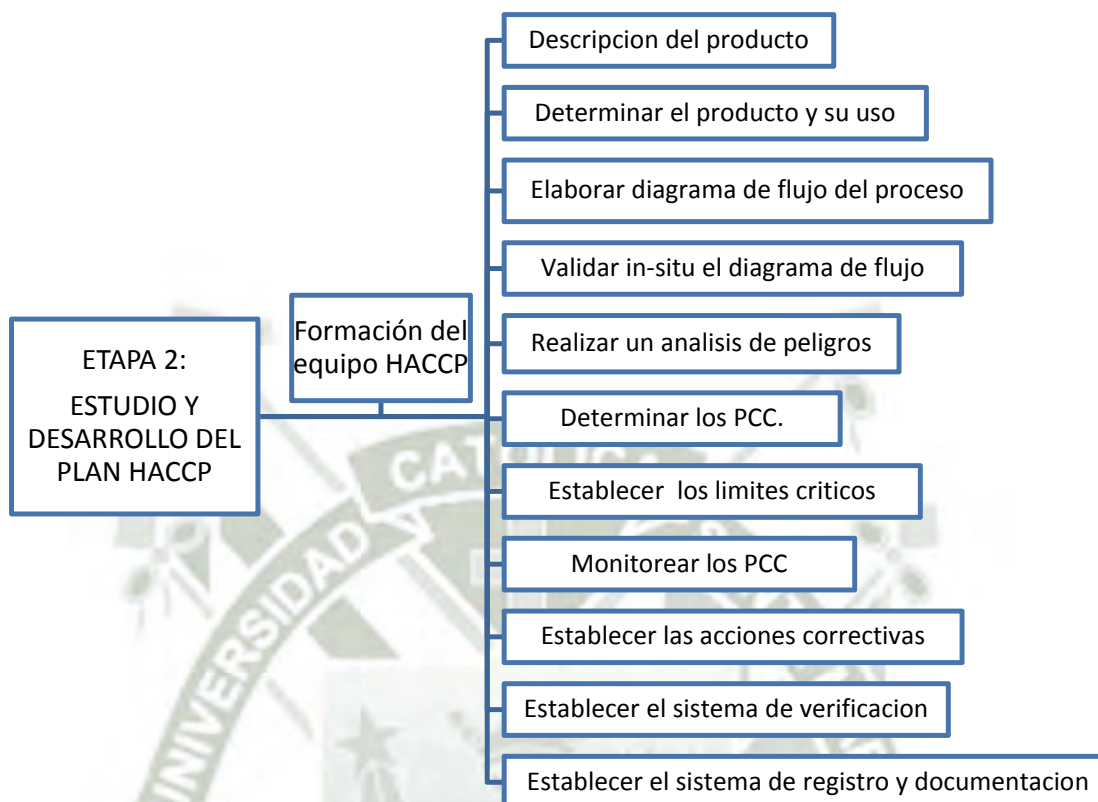 ETAPA 2:
ESTUDIO Y
DESARROLLO DEL
PLAN HACCP
Formación del
equipo HACCP
Descripcion del producto
Determinar el producto y su uso
Elaborar diagrama de flujo del proceso
Validar in-situ el diagrama de flujo
Realizar un analisis de peligros
Determinar los PCC.
Establecer los limites criticos
Monitorear los PCC
Establecer las acciones correctivas
Establecer el sistema de verificacion
Establecer el sistema de registro y documentacion
UNIVERSIDAD